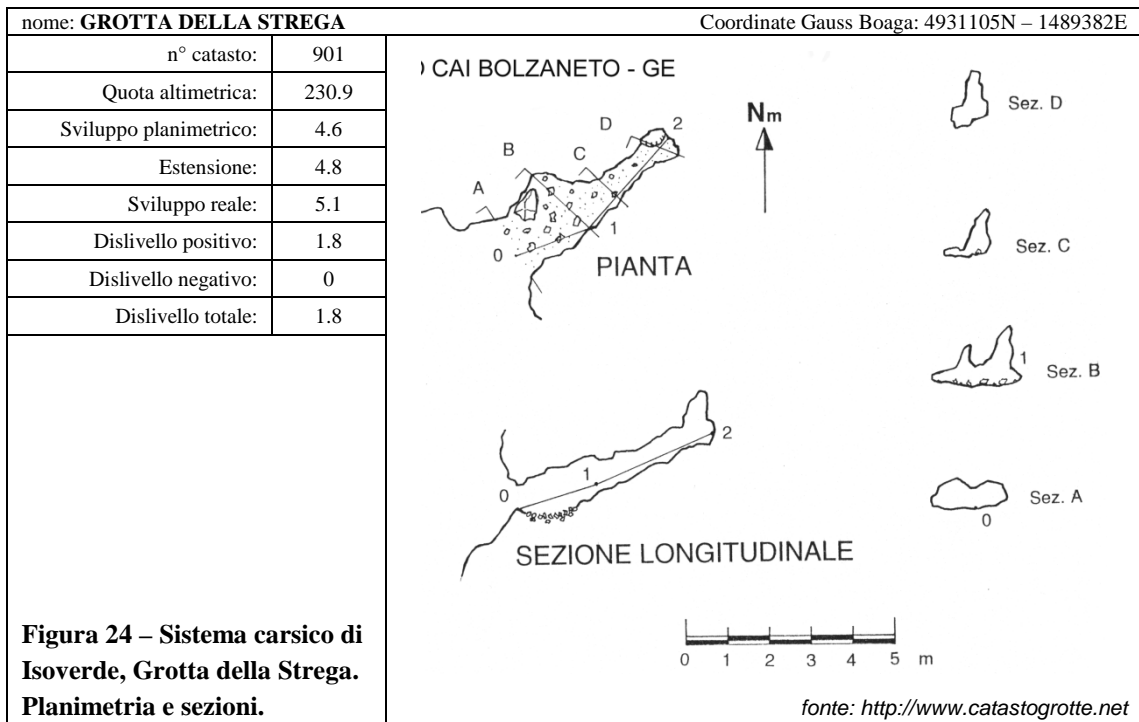 nome: GROTTA DELLA STREGA Coordinate Gauss Boaga: 4931105N – 1489382E
n° catasto: 901
Quota altimetrica: 230.9
Sviluppo planimetrico: 4.6
Estensione: 4.8
Sviluppo reale: 5.1
Dislivello positivo: 1.8
Dislivello negativo: 0
Dislivello totale: 1.8
CAI BOLZANETO - GE
Nm
A
B
C
D
2
1
0
PIANTA
Sez. D
Sez. C
1
Sez. B
Sez. A
0
0
1
2
SEZIONE LONGITUDINALE
0 1 2 3 4 5 m
Figura 24 – Sistema carsico di
Isoverde, Grotta della Strega.
Planimetria e sezioni.
fonte: http://www.catastogrotte.net